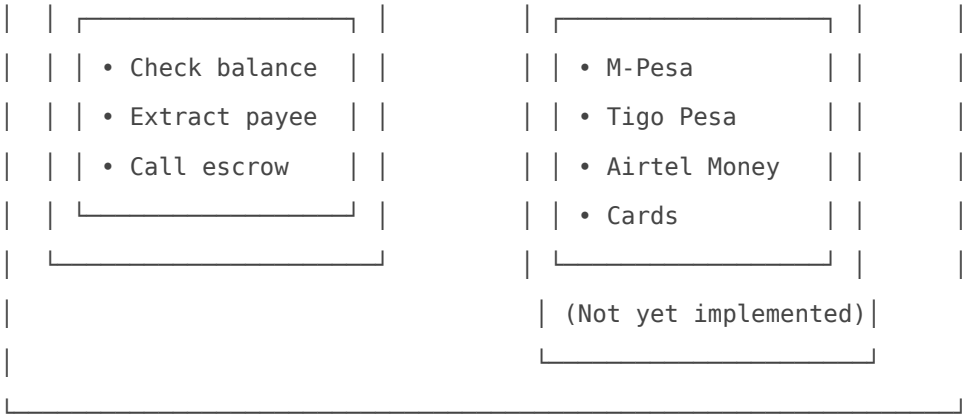 • Check balance • M-Pesa
• Extract payee • Tigo Pesa
• Call escrow • Airtel Money
• Cards
(Not yet implemented)